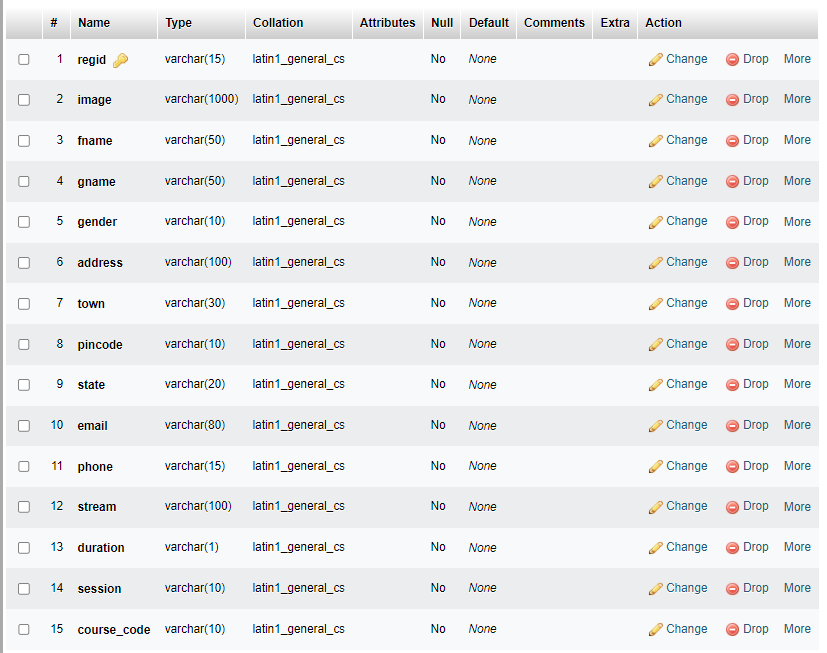 # Name Type Collation Attributes Null Default Comments Extra Action
1 regid varchar(15) latin1_general_cs No None Change Drop More
2 image varchar(1000) latin1_general_cs No None Change Drop More
3 fname varchar(50) latin1_general_cs No None Change Drop More
4 gname varchar(50) latin1_general_cs No None Change Drop More
5 gender varchar(10) latin1_general_cs No None Change Drop More
6 address varchar(100) latin1_general_cs No None Change Drop More
7 town varchar(30) latin1_general_cs No None Change Drop More
8 pincode varchar(10) latin1_general_cs No None Change Drop More
9 state varchar(20) latin1_general_cs No None Change Drop More
10 email varchar(80) latin1_general_cs No None Change Drop More
11 phone varchar(15) latin1_general_cs No None Change Drop More
12 stream varchar(100) latin1_general_cs No None Change Drop More
13 duration varchar(1) latin1_general_cs No None Change Drop More
14 session varchar(10) latin1_general_cs No None Change Drop More
15 course_code varchar(10) latin1_general_cs No None Change Drop More